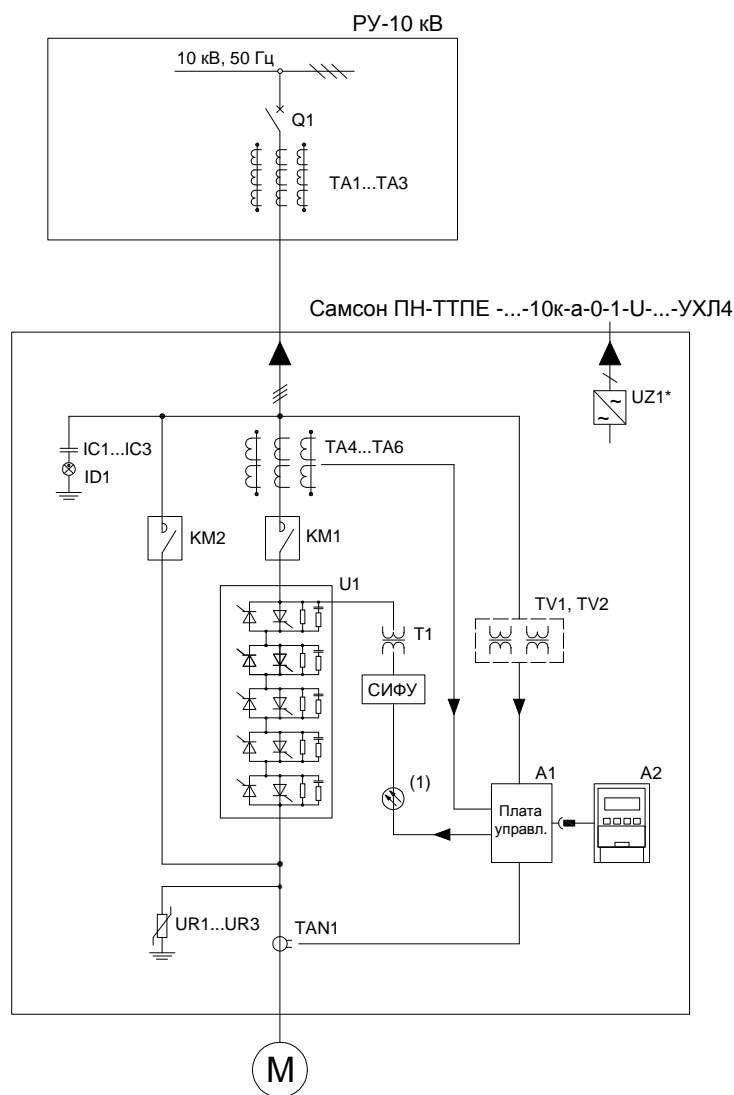 РУ-10 кВ
10 кВ, 50 Гц
Q1
TA1...TA3
Самсон ПН-ТТПЕ -...-10к-а-0-1-U-...-УХЛ4
UZ1*
IC1...IC3
TA4...TA6
ID1
KM2
KM1
U1
TV1, TV2
T1
СИФУ
(1)
A1
A2
Плата
управл.
UR1...UR3
TAN1
M